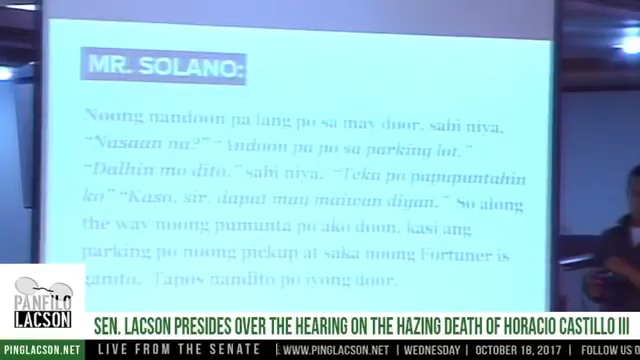 MR. SOLANO:
Noong nandoon pa lang po sa may door, sabi niya,
"Nasaan na?" "Andoon pa po sa parking lot."
"Dalhin mo dito," sabi niya. "Teka po papupuntahin
ko" "Kaso, sir, dapat may maiwan diyan." So along
the way noong pumunta po ako doon, kasi ang
parking po noong pickup at saka noong Fortuner is
ganito. Tapos nandito po iyong door.
PANFILO
LACSON
SEN. LACSON PRESIDES OVER THE HEARING ON THE HAZING DEATH OF HORACIO CASTILLO III
PINGLACSON.NET LIVE FROM THE SENATE | WWW.PINGLACSON.NET | WEDNESDAY | OCTOBER 18, 2017 | FOLLOW US